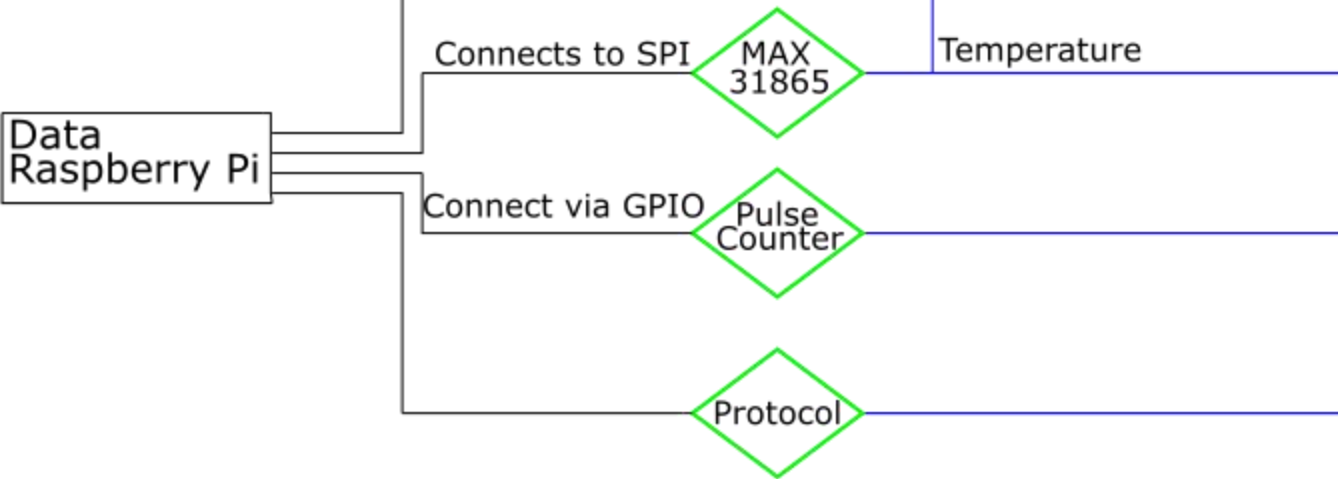 Connects to SPI
MAX
31865
Temperature
Data
Raspberry Pi
Connect via GPIO
Pulse
Counter
Protocol